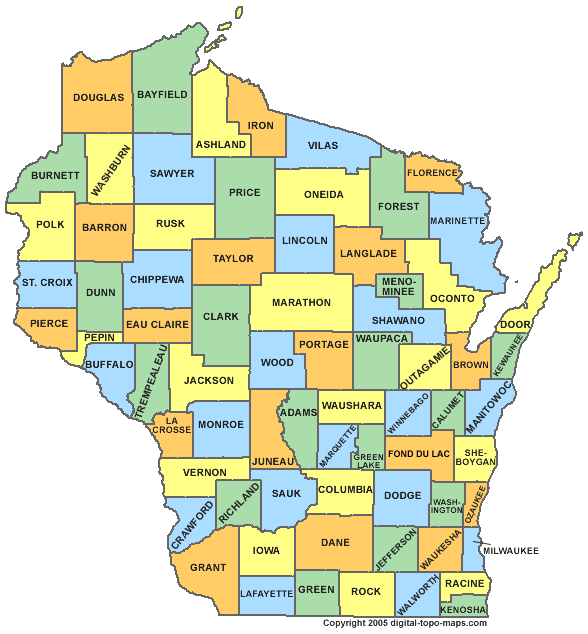 DOUGLAS
BAYFIELD
ASHLAND
IRON
VILAS
BURNETT
WASHBURN
SAWYER
PRICE
ONEIDA
FOREST
FLORENCE
MARINETTE
POLK
BARRON
RUSK
TAYLOR
LINCOLN
LANGLADE
MENO-
MINEE
OCONTO
DOOR
ST. CROIX
DUNN
CHIPPEWA
CLARK
MARATHON
SHAWANO
PIERCE
PEPIN
EAU CLAIRE
BUFFALO
TREMPEALEAU
JACKSON
WOOD
PORTAGE
WAUPACA
OUTAGAMIE
BROWN
KEWAUNEE
LA
CROSSE
MONROE
JUNEAU
ADAMS
WAUSHARA
MARQUETTE
GREEN
LAKE
WINNEBAGO
CALUMET
MANITOWOC
FOND DU LAC
SHE-
BOYGAN
VERNON
CRAWFORD
RICHLAND
SAUK
COLUMBIA
DODGE
WASH-
INGTON
OZAUKEE
GRANT
IOWA
DANE
JEFFERSON
WAUKESHA
MILWAUKEE
LAFAYETTE
GREEN
ROCK
WALWORTH
RACINE
KENOSHA
Copyright 2005 digital-topo-maps.com